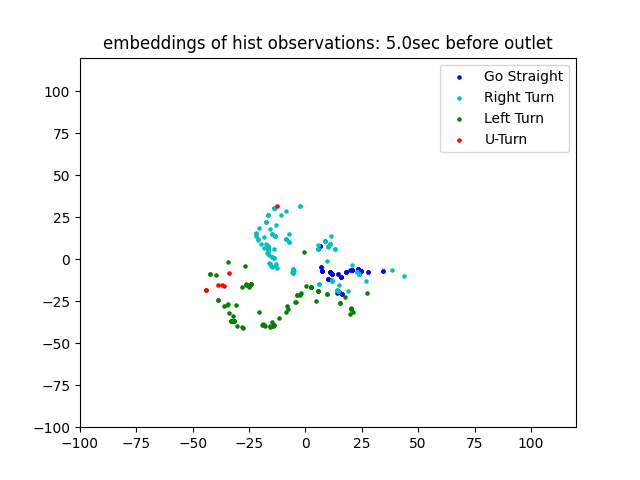 embeddings of hist observations: 5.0sec before outlet
Go Straight
Right Turn
Left Turn
U-Turn
100
75
50
25
0
−25
−50
−75
−100
−100 −75 −50 −25 0 25 50 75 100